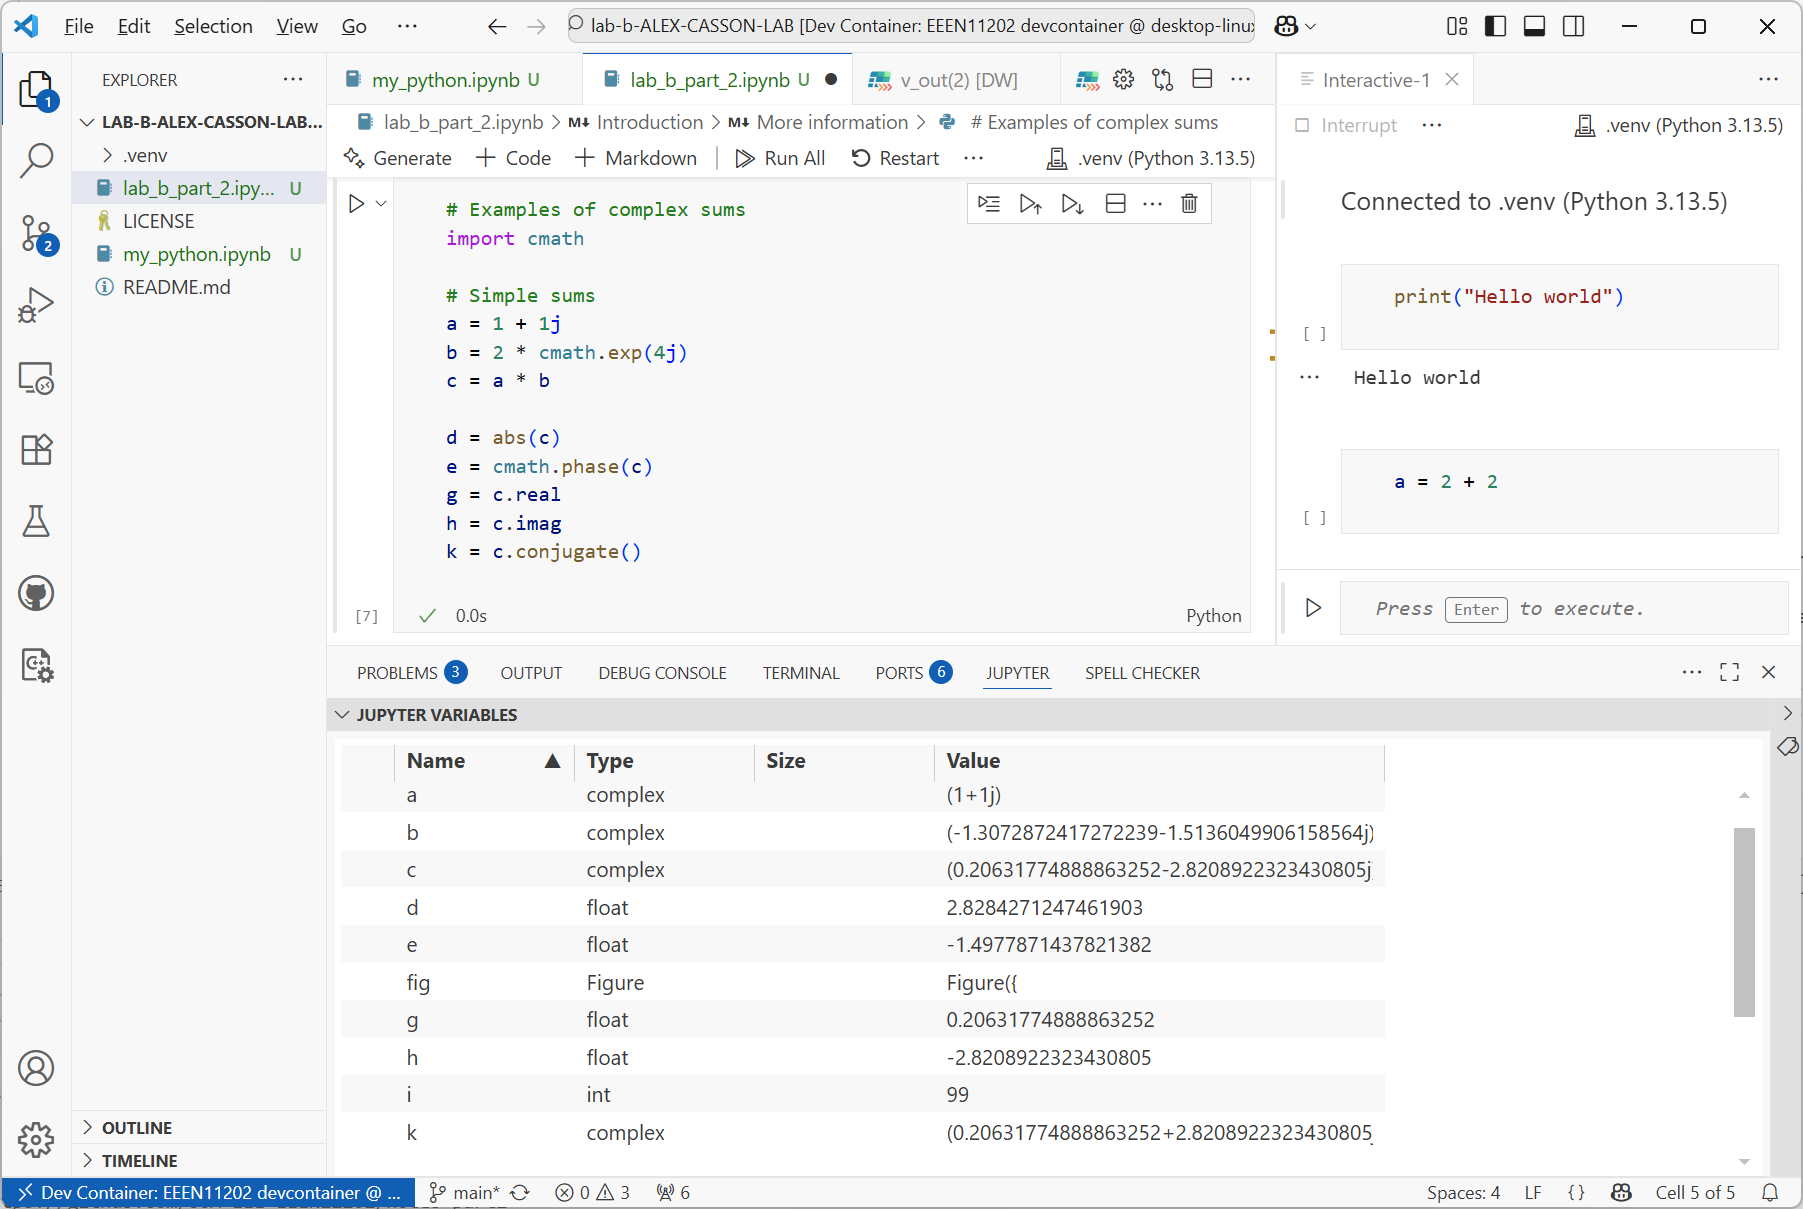 File Edit Selection View Go ··· lab-b-ALEX-CASSON-LAB [Dev Container: EEEN11202 devcontainer @ desktop-linux
EXPLORER ···
LAB-B-ALEX-CASSON-LAB...
.venv
lab_b_part_2.ipy... U
LICENSE
my_python.ipynb U
README.md
OUTLINE
TIMELINE
1
2
my_python.ipynb U
lab_b_part_2.ipynb U
v_out(2) [DW]
lab_b_part_2.ipynb > M↓ Introduction > M↓ More information > # Examples of complex sums
Generate + Code + Markdown | Run All Restart ··· .venv (Python 3.13.5)
# Examples of complex sums
import cmath
# Simple sums
a = 1 + 1j
b = 2 * cmath.exp(4j)
c = a * b
d = abs(c)
e = cmath.phase(c)
g = c.real
h = c.imag
k = c.conjugate()
[7] ✓ 0.0s Python
Interactive-1
Interrupt ··· .venv (Python 3.13.5)
Connected to .venv (Python 3.13.5)
print("Hello world")
[ ]
··· Hello world
a = 2 + 2
[ ]
Press Enter to execute.
PROBLEMS 3 OUTPUT DEBUG CONSOLE TERMINAL PORTS 6 JUPYTER SPELL CHECKER
JUPYTER VARIABLES
Name ▲ Type Size Value
a complex (1+1j)
b complex (-1.3072872417272239-1.5136049906158564j)
c complex (0.20631774888863252-2.8208922323430805j
d float 2.8284271247461903
e float -1.4977871437821382
fig Figure Figure({
g float 0.20631774888863252
h float -2.8208922323430805
i int 99
k complex (0.20631774888863252+2.8208922323430805
Dev Container: EEEN11202 devcontainer @ ... main* 0 3 6 Spaces: 4 LF {} Cell 5 of 5